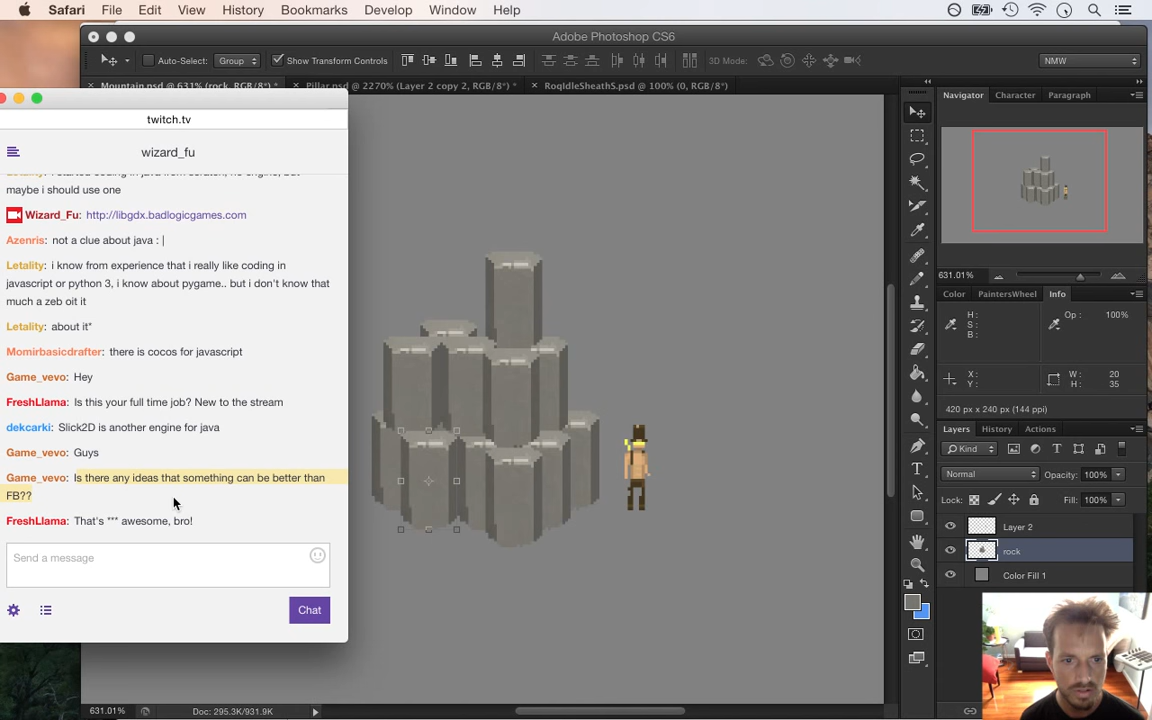 Safari File Edit View History Bookmarks Develop Window Help
Adobe Photoshop CS6
Auto-Select: Group Show Transform Controls 3D Mode: NMW
Mountain.psd @ 631% (rock, RGB/8*) * Pillar.psd @ 2270% (Layer 2 copy 2, RGB/8*) * RoqIdleSheathS.psd @ 100% (0, RGB/8*)
twitch.tv
wizard_fu
maybe i should use one
Wizard_Fu: http://libgdx.badlogicgames.com
Azenris: not a clue about java : |
Letality: i know from experience that i really like coding in
javascript or python 3, i know about pygame.. but i don't know that
much a zeb oit it
Letality: about it*
Momirbasicdrafter: there is cocos for javascript
Game_vevo: Hey
FreshLlama: Is this your full time job? New to the stream
dekcarki: Slick2D is another engine for java
Game_vevo: Guys
Game_vevo: Is there any ideas that something can be better than
FB??
FreshLlama: That's *** awesome, bro!
Send a message
Chat
Navigator Character Paragraph
631.01%
Color PaintersWheel Info
H: Op: 100%
S:
B:
X: W: 20
Y: H: 35
420 px x 240 px (144 ppi)
Layers History Actions
Kind
Normal Opacity: 100%
Lock: Fill: 100%
Layer 2
rock
Color Fill 1
631.01% Doc: 295.3K/931.9K